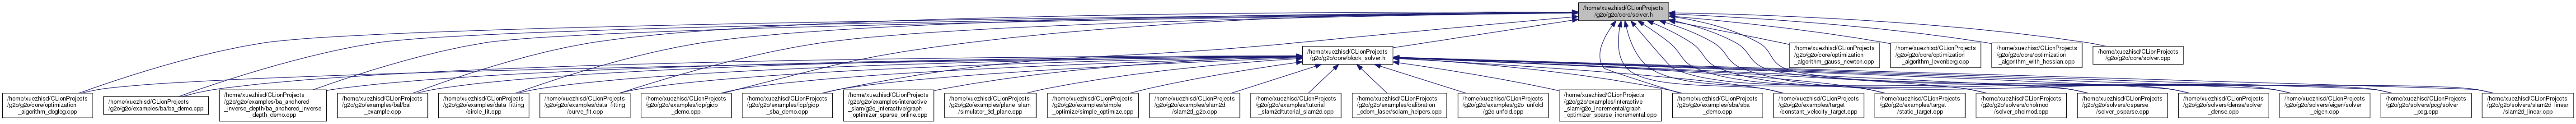 /home/xuezhisd/CLionProjects
/g2o/g2o/core/solver.h
/home/xuezhisd/CLionProjects
/g2o/g2o/core/block_solver.h
/home/xuezhisd/CLionProjects
/g2o/g2o/core/optimization
_algorithm_gauss_newton.cpp
/home/xuezhisd/CLionProjects
/g2o/g2o/core/optimization
_algorithm_levenberg.cpp
/home/xuezhisd/CLionProjects
/g2o/g2o/core/optimization
_algorithm_with_hessian.cpp
/home/xuezhisd/CLionProjects
/g2o/g2o/core/solver.cpp
/home/xuezhisd/CLionProjects
/g2o/g2o/core/optimization
_algorithm_dogleg.cpp
/home/xuezhisd/CLionProjects
/g2o/g2o/examples/ba/ba_demo.cpp
/home/xuezhisd/CLionProjects
/g2o/g2o/examples/ba_anchored
_inverse_depth/ba_anchored_inverse
_depth_demo.cpp
/home/xuezhisd/CLionProjects
/g2o/g2o/examples/bal/bal
_example.cpp
/home/xuezhisd/CLionProjects
/g2o/g2o/examples/data_fitting
/circle_fit.cpp
/home/xuezhisd/CLionProjects
/g2o/g2o/examples/data_fitting
/curve_fit.cpp
/home/xuezhisd/CLionProjects
/g2o/g2o/examples/icp/gicp
_demo.cpp
/home/xuezhisd/CLionProjects
/g2o/g2o/examples/icp/gicp
_sba_demo.cpp
/home/xuezhisd/CLionProjects
/g2o/g2o/examples/interactive
_slam/g2o_interactive/graph
_optimizer_sparse_online.cpp
/home/xuezhisd/CLionProjects
/g2o/g2o/examples/plane_slam
/simulator_3d_plane.cpp
/home/xuezhisd/CLionProjects
/g2o/g2o/examples/simple
_optimize/simple_optimize.cpp
/home/xuezhisd/CLionProjects
/g2o/g2o/examples/slam2d
/slam2d_g2o.cpp
/home/xuezhisd/CLionProjects
/g2o/g2o/examples/tutorial
_slam2d/tutorial_slam2d.cpp
/home/xuezhisd/CLionProjects
/g2o/g2o/examples/calibration
_odom_laser/sclam_helpers.cpp
/home/xuezhisd/CLionProjects
/g2o/g2o/examples/g2o_unfold
/g2o-unfold.cpp
/home/xuezhisd/CLionProjects
/g2o/g2o/examples/interactive
_slam/g2o_incremental/graph
_optimizer_sparse_incremental.cpp
/home/xuezhisd/CLionProjects
/g2o/g2o/examples/sba/sba
_demo.cpp
/home/xuezhisd/CLionProjects
/g2o/g2o/examples/target
/constant_velocity_target.cpp
/home/xuezhisd/CLionProjects
/g2o/g2o/examples/target
/static_target.cpp
/home/xuezhisd/CLionProjects
/g2o/g2o/solvers/cholmod
/solver_cholmod.cpp
/home/xuezhisd/CLionProjects
/g2o/g2o/solvers/csparse
/solver_csparse.cpp
/home/xuezhisd/CLionProjects
/g2o/g2o/solvers/dense/solver
_dense.cpp
/home/xuezhisd/CLionProjects
/g2o/g2o/solvers/eigen/solver
_eigen.cpp
/home/xuezhisd/CLionProjects
/g2o/g2o/solvers/pcg/solver
_pcg.cpp
/home/xuezhisd/CLionProjects
/g2o/g2o/solvers/slam2d_linear
/slam2d_linear.cpp